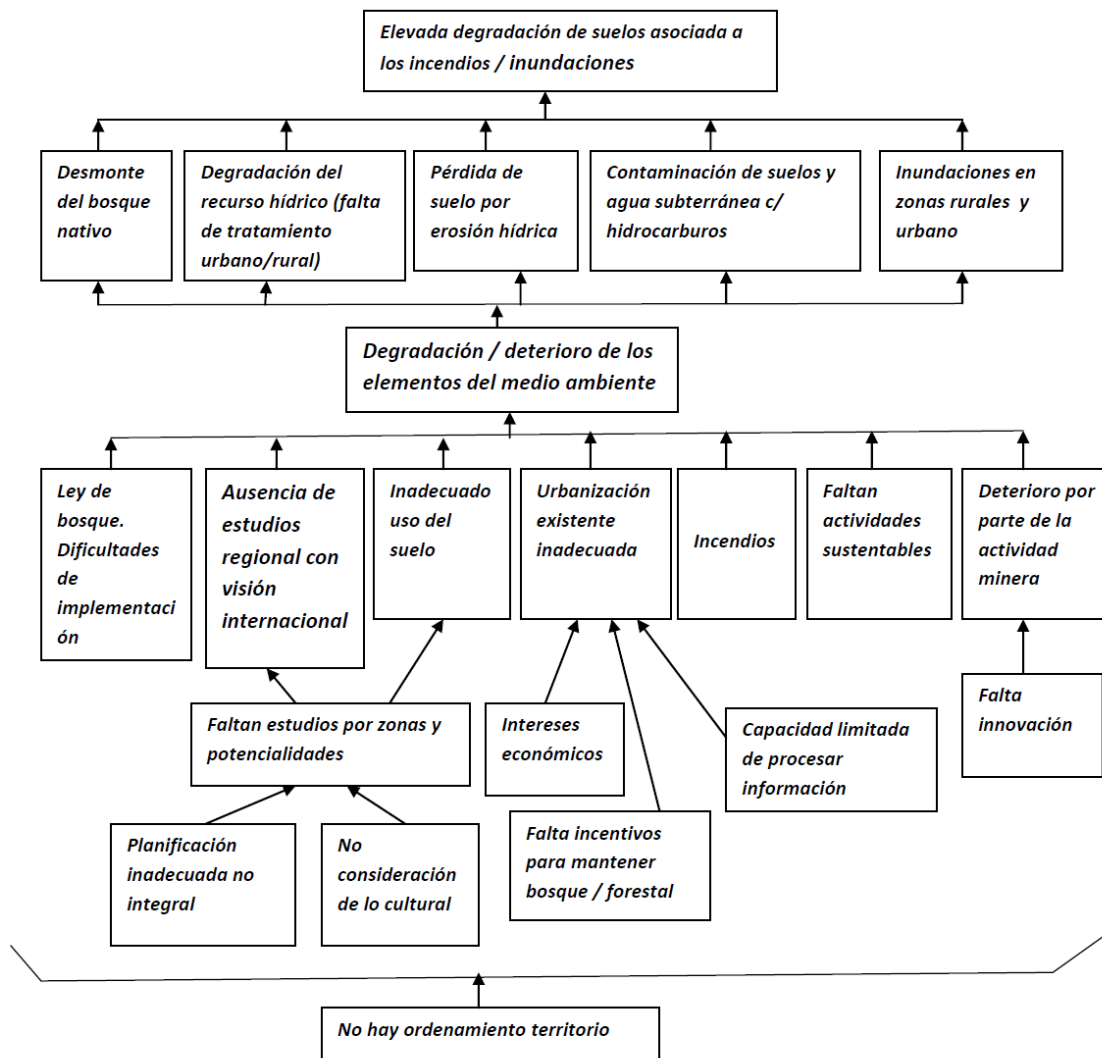 Elevada degradación de suelos asociada a
los incendios / inundaciones
Desmonte
del bosque
nativo
Degradación del
recurso hídrico (falta
de tratamiento
urbano/rural)
Pérdida de
suelo por
erosión hídrica
Contaminación de suelos y
agua subterránea c/
hidrocarburos
Inundaciones en
zonas rurales y
urbano
Degradación / deterioro de los
elementos del medio ambiente
Ley de
bosque.
Dificultades
de
implementaci
ón
Ausencia de
estudios
regional con
visión
internacional
Inadecuado
uso del
suelo
Urbanización
existente
inadecuada
Incendios
Faltan
actividades
sustentables
Deterioro por
parte de la
actividad
minera
Faltan estudios por zonas y
potencialidades
Intereses
económicos
Capacidad limitada
de procesar
información
Falta
innovación
Planificación
inadecuada no
integral
No
consideración
de lo cultural
Falta incentivos
para mantener
bosque / forestal
No hay ordenamiento territorio